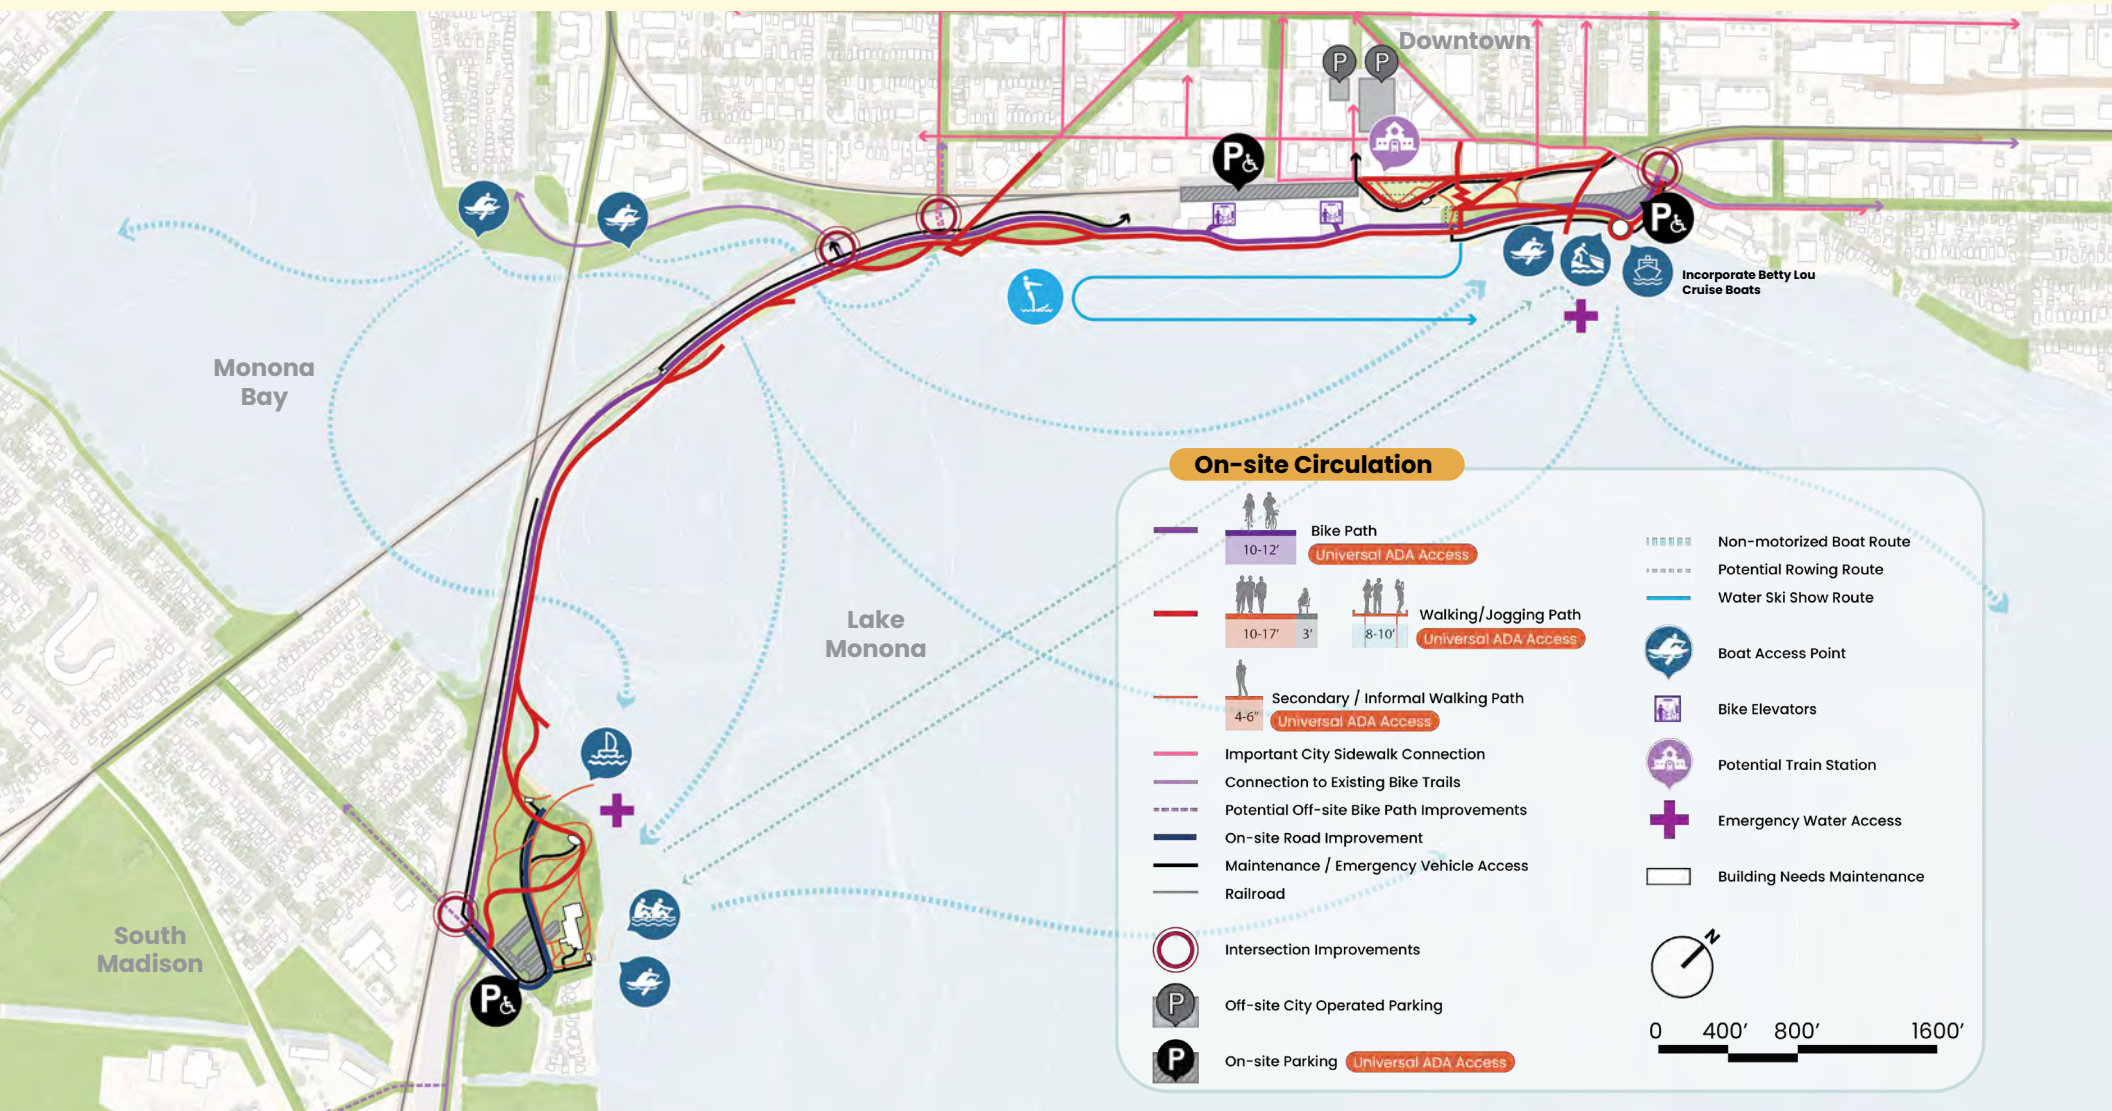 Downtown
P
P
P
P
Incorporate Betty Lou
Cruise Boats
Monona
Bay
Lake
Monona
South
Madison
P
On-site Circulation
Bike Path
10-12'
Universal ADA Access
Walking/Jogging Path
10-17'
3'
8-10'
Universal ADA Access
Secondary / Informal Walking Path
4-6"
Universal ADA Access
Important City Sidewalk Connection
Connection to Existing Bike Trails
Potential Off-site Bike Path Improvements
On-site Road Improvement
Maintenance / Emergency Vehicle Access
Railroad
Intersection Improvements
P
Off-site City Operated Parking
P
On-site Parking
Universal ADA Access
Non-motorized Boat Route
Potential Rowing Route
Water Ski Show Route
Boat Access Point
Bike Elevators
Potential Train Station
Emergency Water Access
Building Needs Maintenance
N
0 400' 800' 1600'